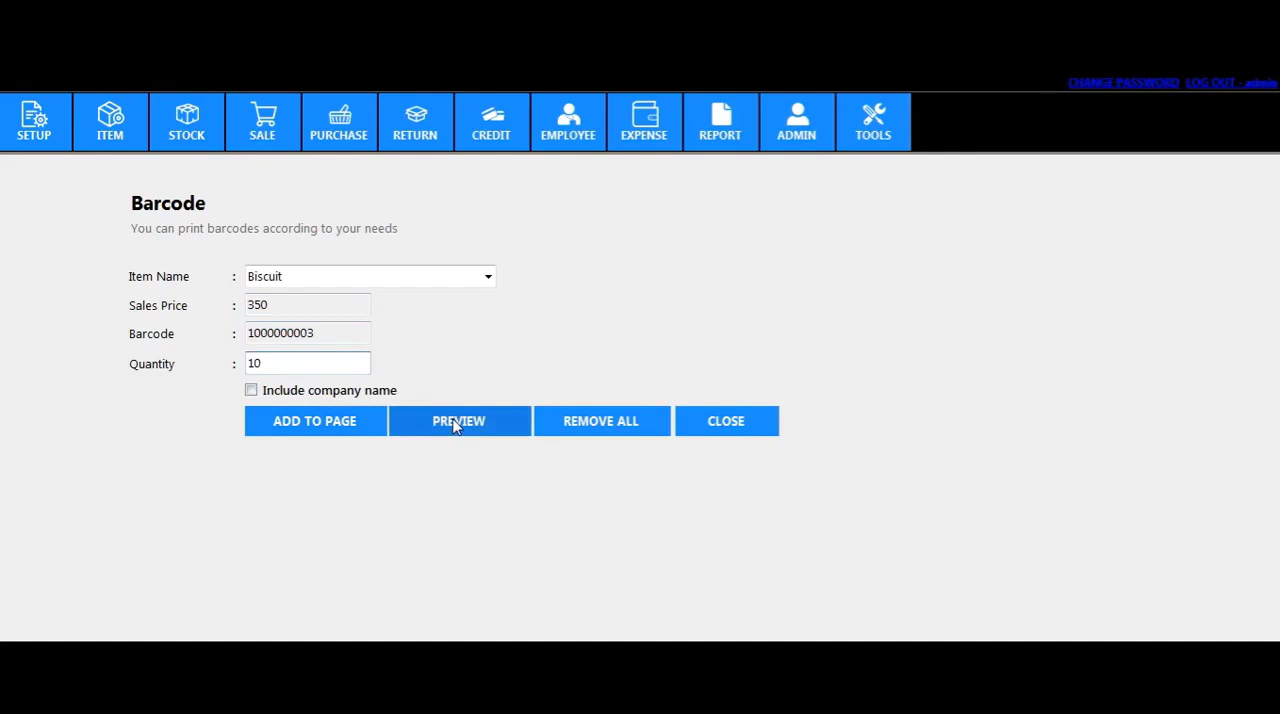 CHANGE PASSWORD LOG OUT - admin
SETUP ITEM STOCK SALE PURCHASE RETURN CREDIT EMPLOYEE EXPENSE REPORT ADMIN TOOLS
Barcode
You can print barcodes according to your needs
Item Name : Biscuit
Sales Price : 350
Barcode : 1000000003
Quantity : 10
Include company name
ADD TO PAGE PREVIEW REMOVE ALL CLOSE